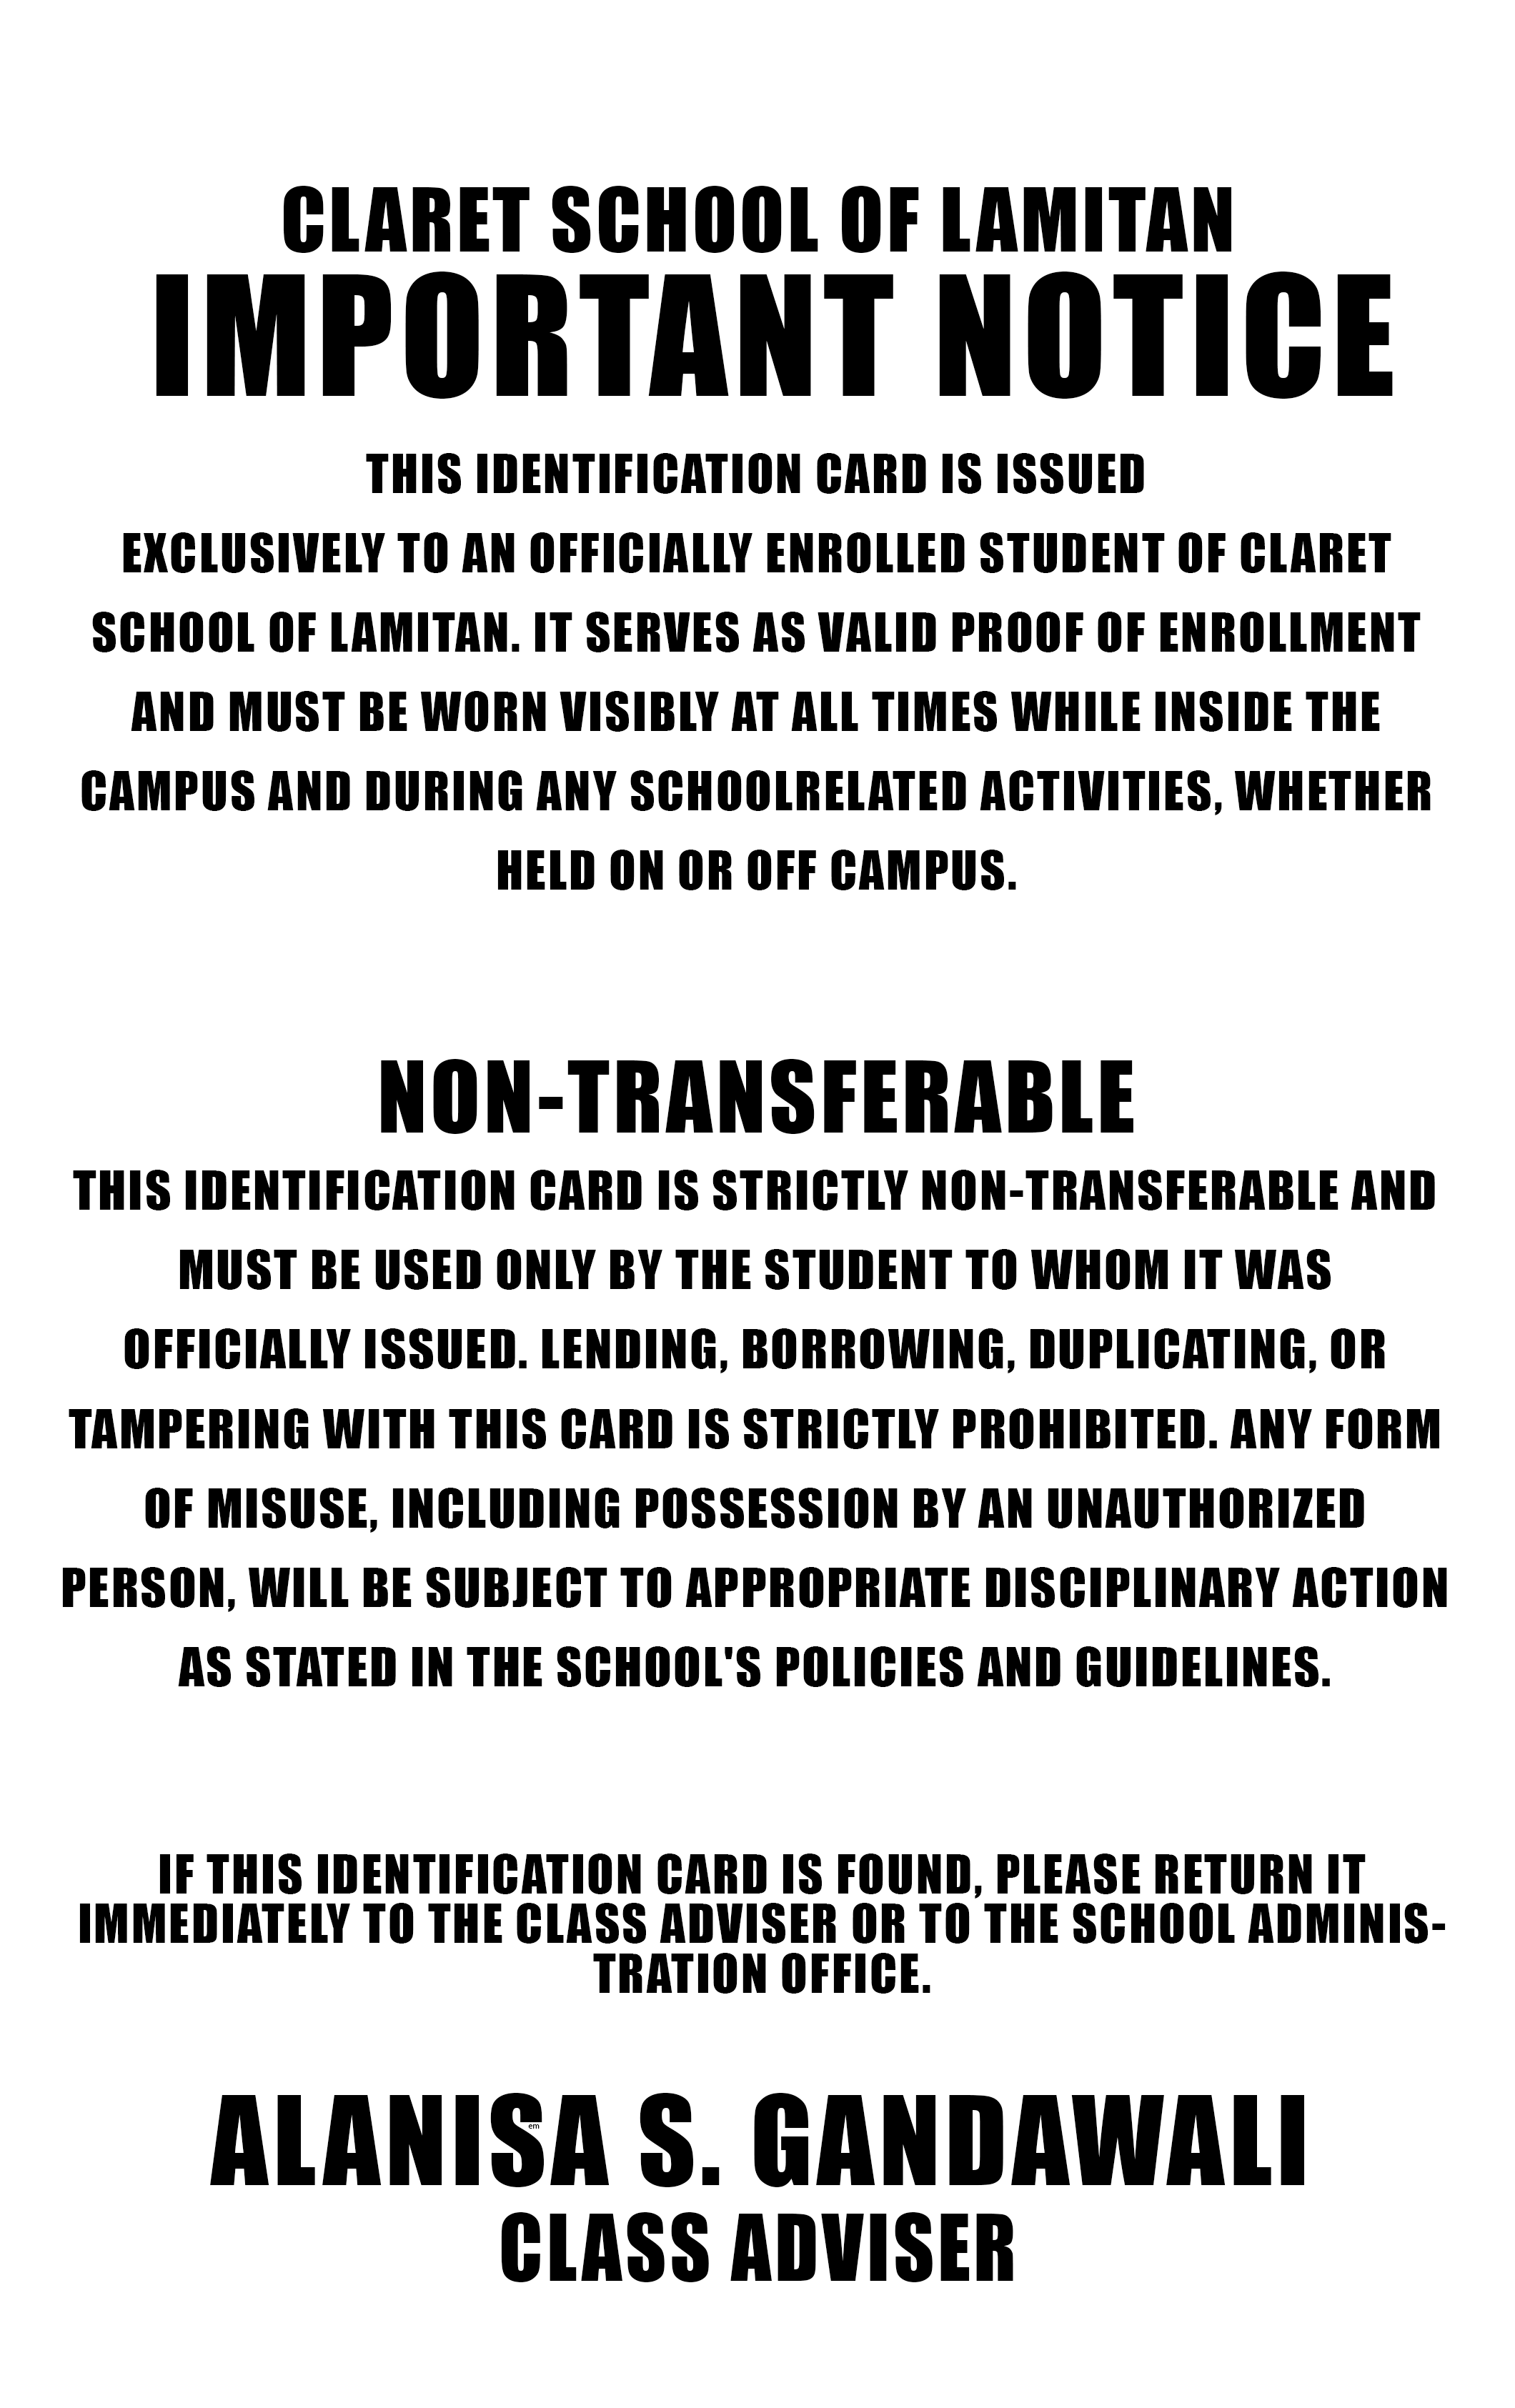 CLARET SCHOOL OF LAMITAN
IMPORTANT NOTICE
THIS IDENTIFICATION CARD IS ISSUED
EXCLUSIVELY TO AN OFFICIALLY ENROLLED STUDENT OF CLARET
SCHOOL OF LAMITAN. IT SERVES AS VALID PROOF OF ENROLLMENT
AND MUST BE WORN VISIBLY AT ALL TIMES WHILE INSIDE THE
CAMPUS AND DURING ANY SCHOOLRELATED ACTIVITIES, WHETHER
HELD ON OR OFF CAMPUS.
NON-TRANSFERABLE
THIS IDENTIFICATION CARD IS STRICTLY NON-TRANSFERABLE AND
MUST BE USED ONLY BY THE STUDENT TO WHOM IT WAS
OFFICIALLY ISSUED. LENDING, BORROWING, DUPLICATING, OR
TAMPERING WITH THIS CARD IS STRICTLY PROHIBITED. ANY FORM
OF MISUSE, INCLUDING POSSESSION BY AN UNAUTHORIZED
PERSON, WILL BE SUBJECT TO APPROPRIATE DISCIPLINARY ACTION
AS STATED IN THE SCHOOL'S POLICIES AND GUIDELINES.
IF THIS IDENTIFICATION CARD IS FOUND, PLEASE RETURN IT
IMMEDIATELY TO THE CLASS ADVISER OR TO THE SCHOOL ADMINIS-
TRATION OFFICE.
ALANISA S. GANDAWALI
em
CLASS ADVISER